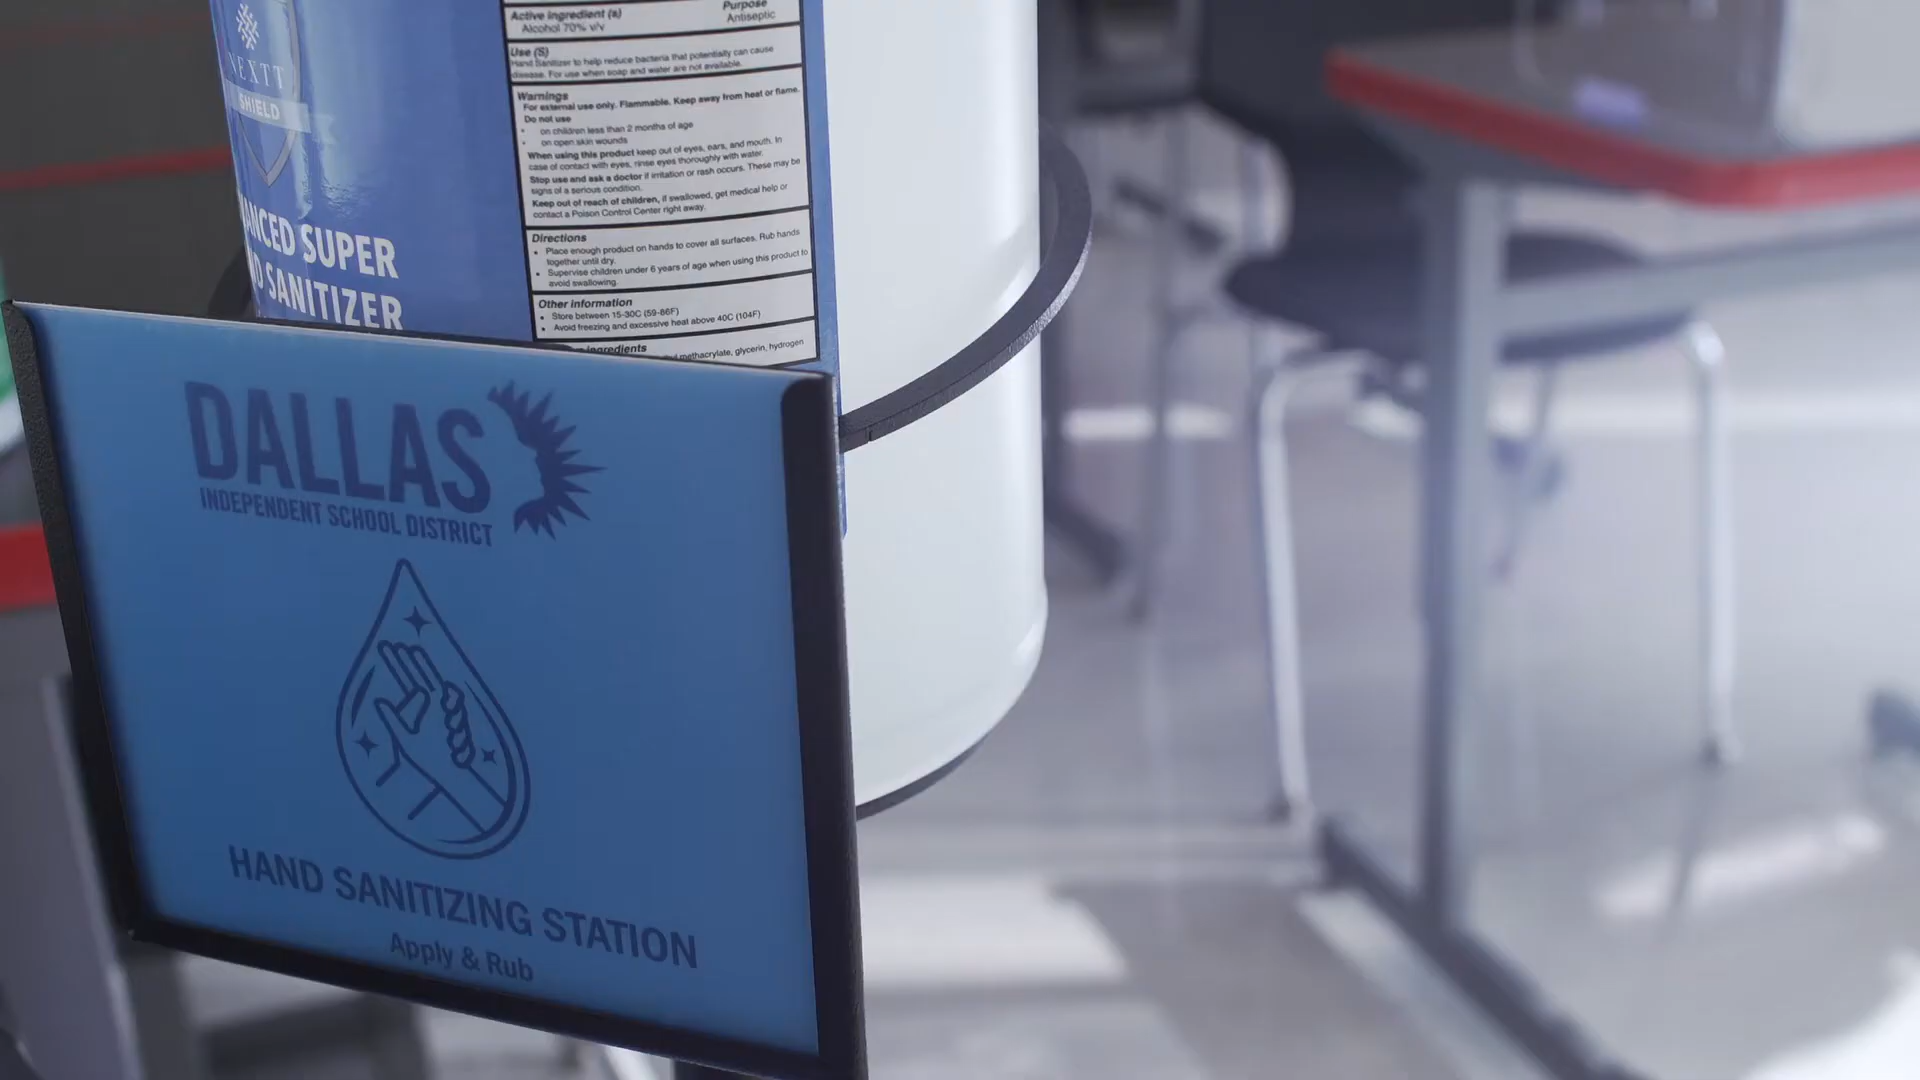 Active ingredient (s)
Purpose
Alcohol 70% v/v
Antiseptic
Use (S)
Hand Sanitizer to help reduce bacteria that potentially can cause
disease. For use when soap and water are not available.
Warnings
For external use only. Flammable. Keep away from heat or flame.
Do not use
• on children less than 2 months of age
• on open skin wounds
When using this product keep out of eyes, ears, and mouth. In
case of contact with eyes, rinse eyes thoroughly with water.
Stop use and ask a doctor if irritation or rash occurs. These may be
signs of a serious condition.
Keep out of reach of children, if swallowed, get medical help or
contact a Poison Control Center right away.
Directions
• Place enough product on hands to cover all surfaces. Rub hands
together until dry.
• Supervise children under 6 years of age when using this product to
avoid swallowing.
Other information
• Store between 15-30C (59-86F)
• Avoid freezing and excessive heat above 40C (104F)
ingredients
methacrylate, glycerin, hydrogen
NEXTT
SHIELD
ANCED SUPER
D SANITIZER
DALLAS
INDEPENDENT SCHOOL DISTRICT
HAND SANITIZING STATION
Apply & Rub